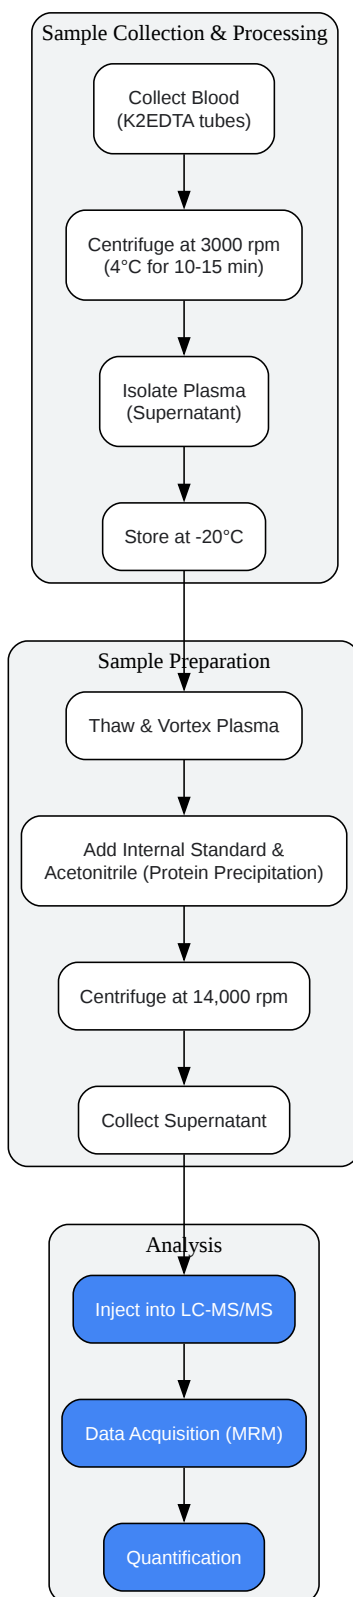 Sample Collection & Processing
Collect Blood
(K2EDTA tubes)
Centrifuge at 3000 rpm
(4°C for 10-15 min)
Isolate Plasma
(Supernatant)
Store at -20°C
Sample Preparation
Thaw & Vortex Plasma
Add Internal Standard &
Acetonitrile (Protein Precipitation)
Centrifuge at 14,000 rpm
Collect Supernatant
Analysis
Inject into LC-MS/MS
Data Acquisition (MRM)
Quantification